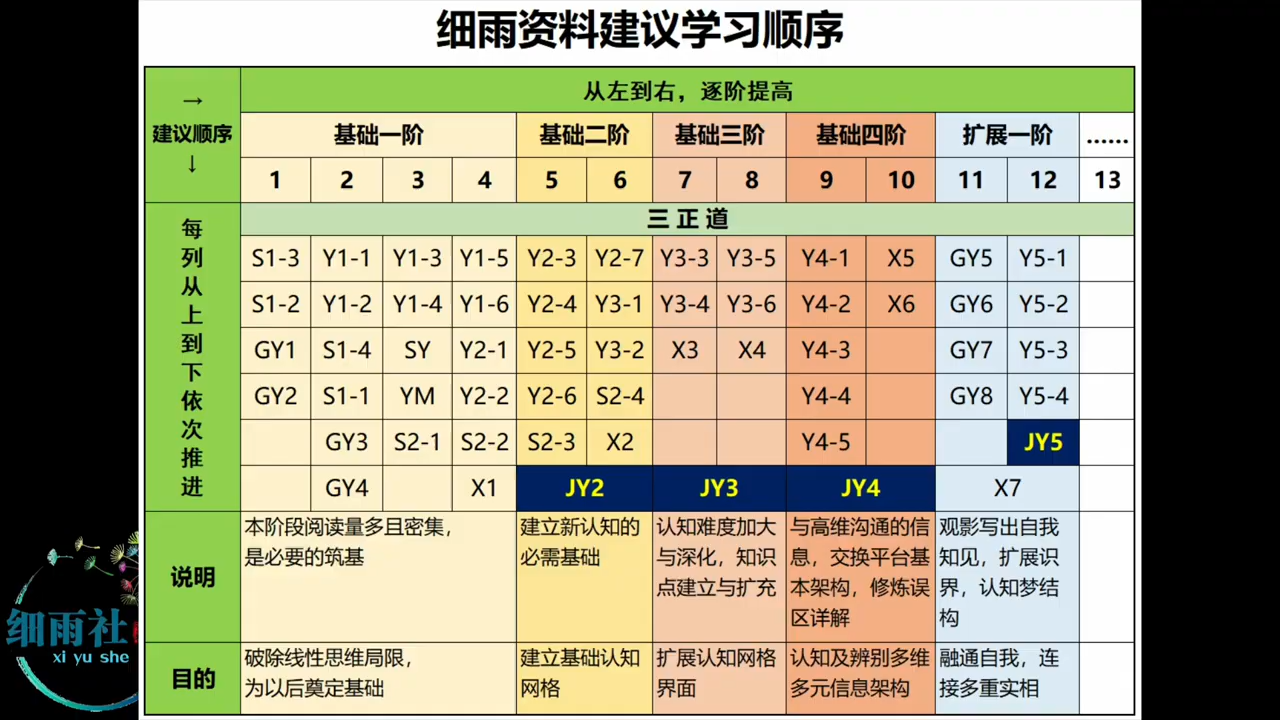 细雨资料建议学习顺序
→
建议顺序
↓
从左到右，逐阶提高
基础一阶 基础二阶 基础三阶 基础四阶 扩展一阶 ……
1 2 3 4 5 6 7 8 9 10 11 12 13
每列从上到下依次推进
三正道
S1-3 Y1-1 Y1-3 Y1-5 Y2-3 Y2-7 Y3-3 Y3-5 Y4-1 X5 GY5 Y5-1
S1-2 Y1-2 Y1-4 Y1-6 Y2-4 Y3-1 Y3-4 Y3-6 Y4-2 X6 GY6 Y5-2
GY1 S1-4 SY Y2-1 Y2-5 Y3-2 X3 X4 Y4-3 GY7 Y5-3
GY2 S1-1 YM Y2-2 Y2-6 S2-4 Y4-4 GY8 Y5-4
GY3 S2-1 S2-2 S2-3 X2 Y4-5 JY5
GY4 X1 JY2 JY3 JY4 X7
说明
本阶段阅读量多且密集，
是必要的筑基
建立新认知的
必需基础
认知难度加大
与深化，知识
点建立与扩充
与高维沟通的信
息，交换平台基
本架构，修炼误
区详解
观影写出自我
知见，扩展识
界，认知梦结
构
目的
破除线性思维局限，
为以后奠定基础
建立基础认知
网格
扩展认知网格
界面
认知及辨别多维
多元信息架构
融通自我，连
接多重实相
细雨社
xi yu she